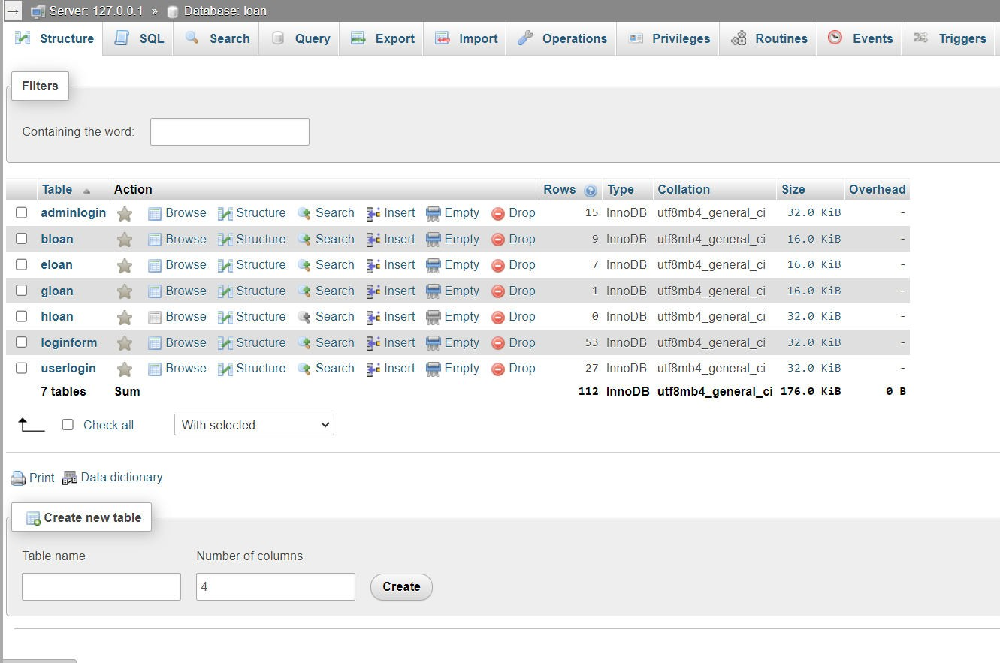 → Server: 127.0.0.1 » Database: loan
Structure SQL Search Query Export Import Operations Privileges Routines Events Triggers
Filters
Containing the word:
Table Action Rows ? Type Collation Size Overhead
adminlogin Browse Structure Search Insert Empty Drop 15 InnoDB utf8mb4_general_ci 32.0 KiB -
bloan Browse Structure Search Insert Empty Drop 9 InnoDB utf8mb4_general_ci 16.0 KiB -
eloan Browse Structure Search Insert Empty Drop 7 InnoDB utf8mb4_general_ci 16.0 KiB -
gloan Browse Structure Search Insert Empty Drop 1 InnoDB utf8mb4_general_ci 16.0 KiB -
hloan Browse Structure Search Insert Empty Drop 0 InnoDB utf8mb4_general_ci 32.0 KiB -
loginform Browse Structure Search Insert Empty Drop 53 InnoDB utf8mb4_general_ci 32.0 KiB -
userlogin Browse Structure Search Insert Empty Drop 27 InnoDB utf8mb4_general_ci 32.0 KiB -
7 tables Sum 112 InnoDB utf8mb4_general_ci 176.0 KiB 0 B
Check all With selected:
Print Data dictionary
Create new table
Table name Number of columns
4 Create